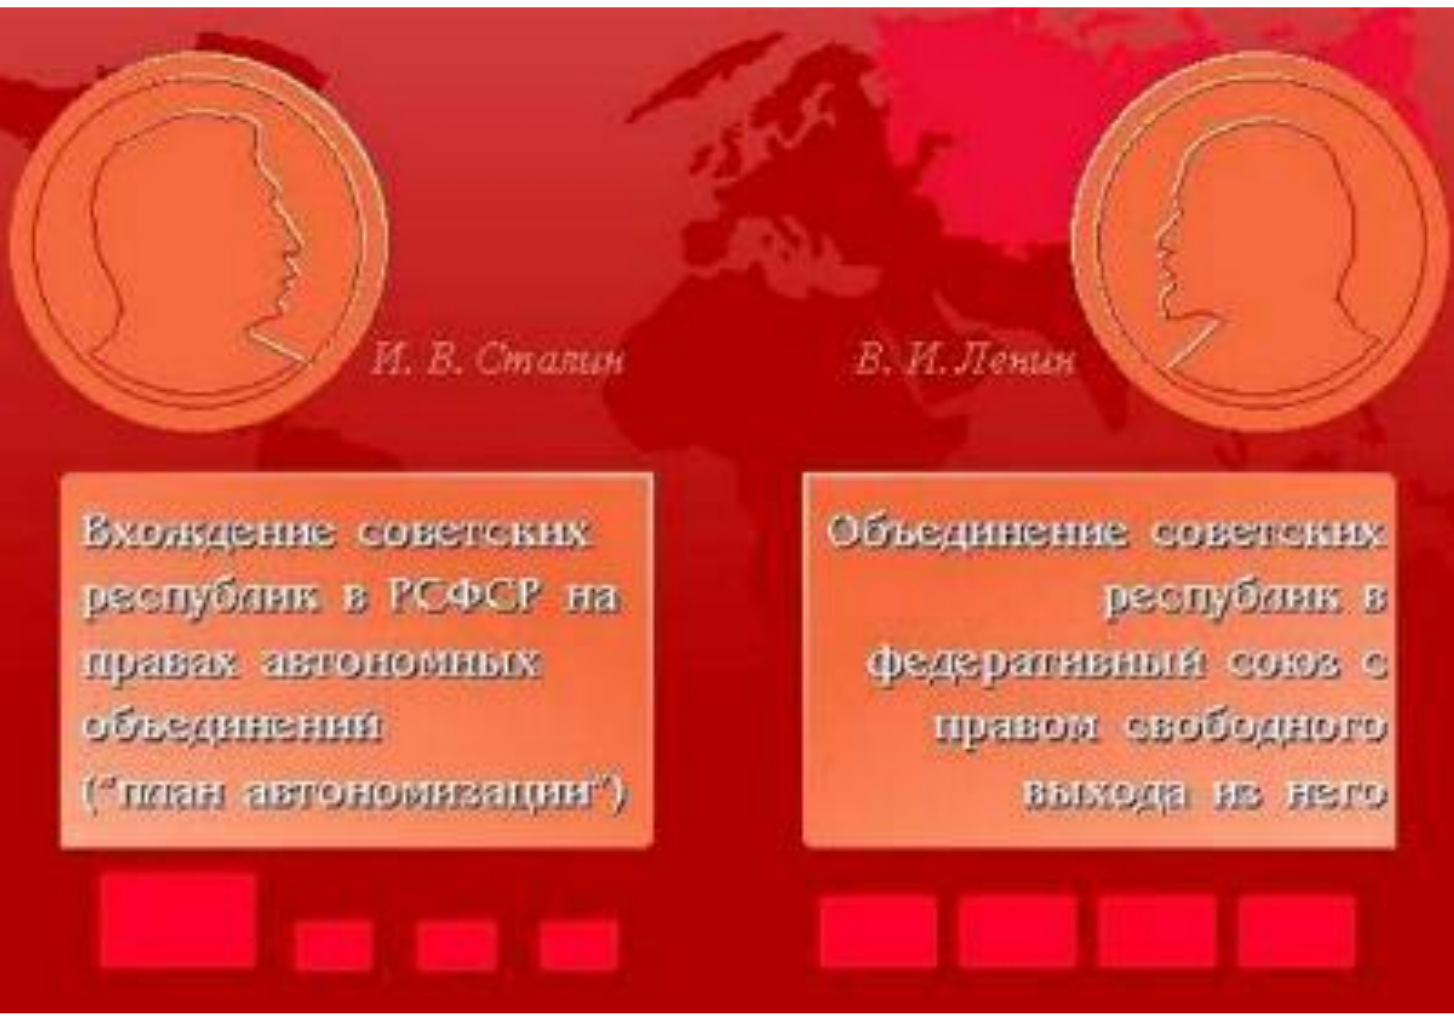 И. В. Сталин
В. И. Ленин
Вхождение советских
республик в РСФСР на
правах автономных
объединений
("план автономизации")
Объединение советских
республик в
федеративный союз с
правом свободного
выхода из него